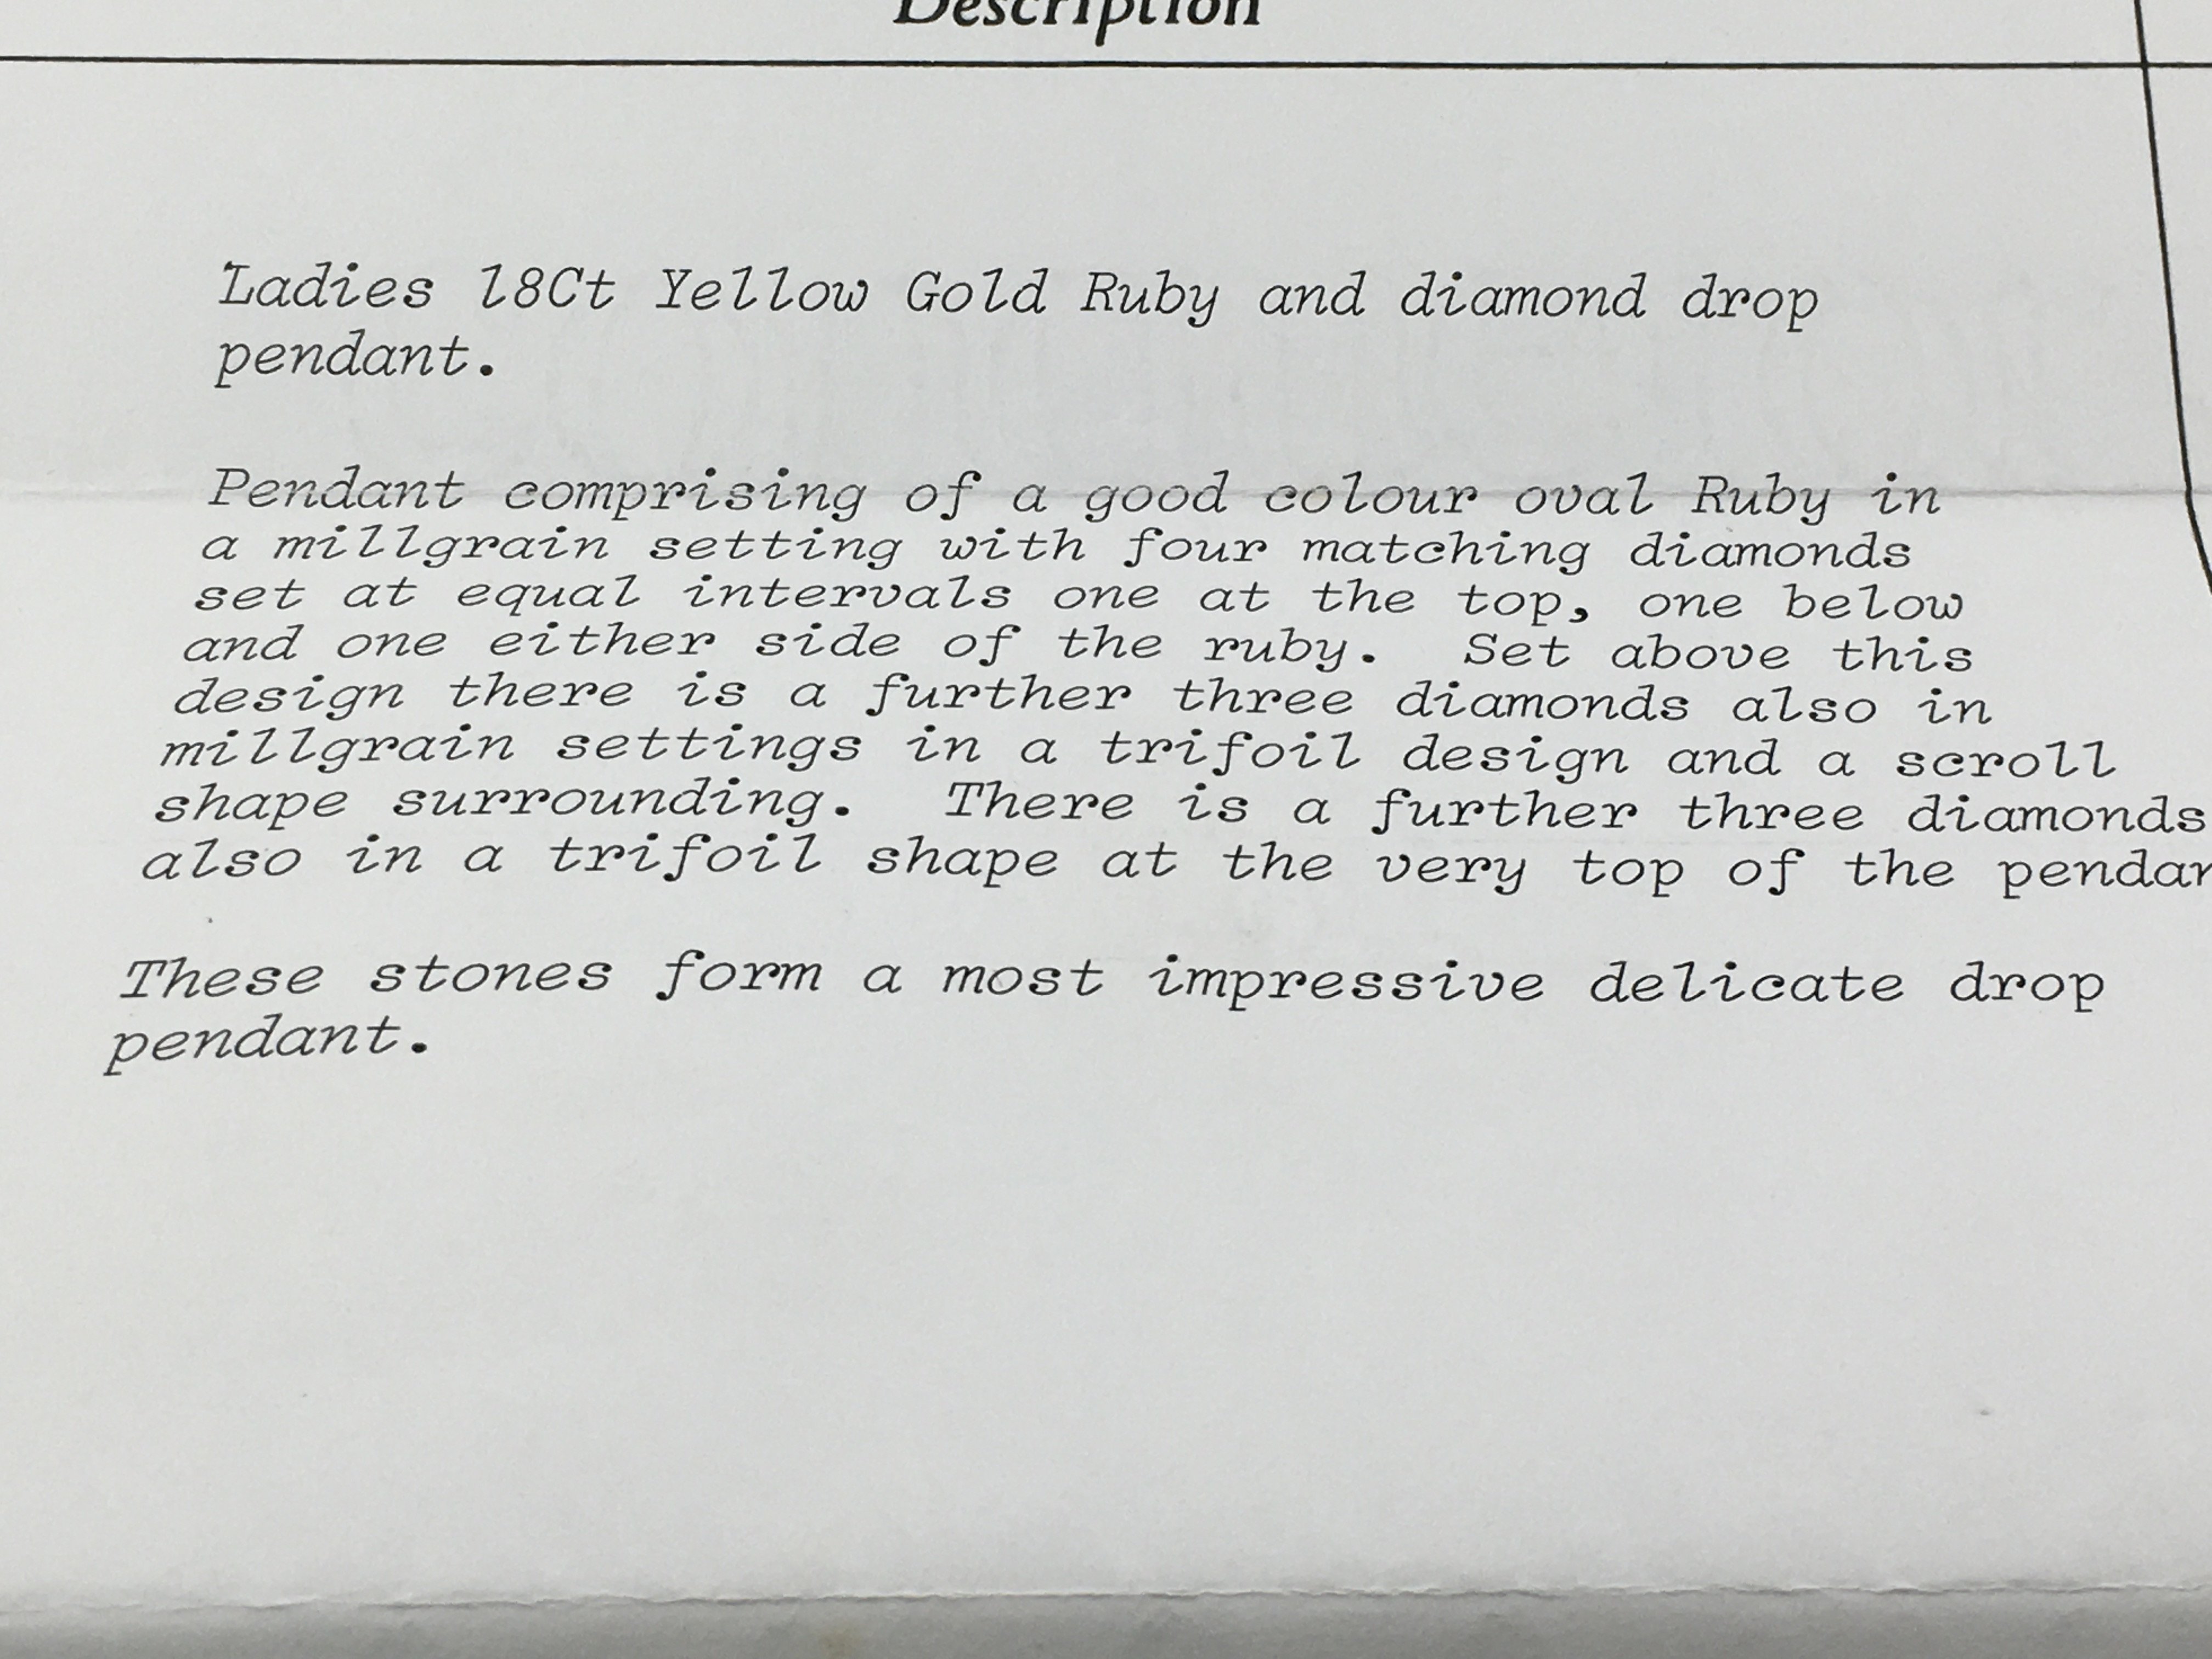 Description
Ladies 18Ct Yellow Gold Ruby and diamond drop
pendant.
Pendant comprising of a good colour oval Ruby in
a millgrain setting with four matching diamonds
set at equal intervals one at the top, one below
and one either side of the ruby. Set above this
design there is a further three diamonds also in
millgrain settings in a trifoil design and a scroll
shape surrounding. There is a further three diamonds
also in a trifoil shape at the very top of the
These stones form a most impressive delicate drop
pendant.